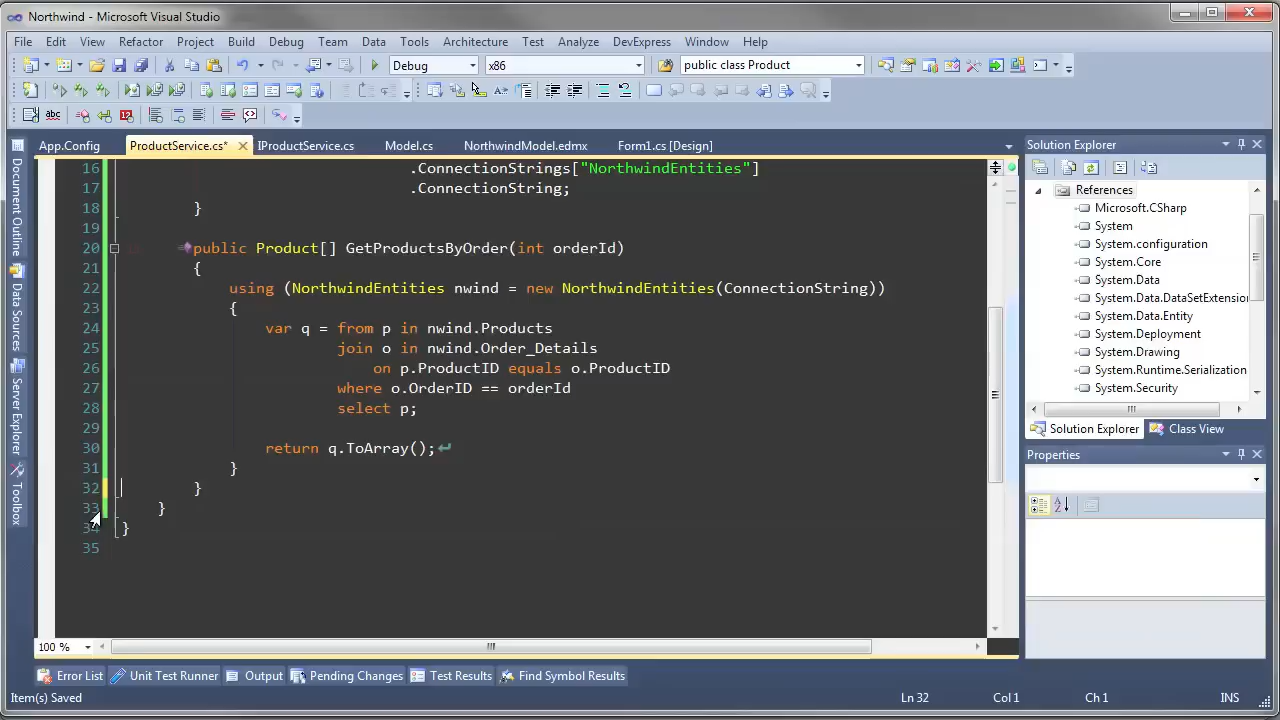 Northwind - Microsoft Visual Studio
File Edit View Refactor Project Build Debug Team Data Tools Architecture Test Analyze DevExpress Window Help
Debug x86 public class Product
App.Config ProductService.cs* IProductService.cs Model.cs NorthwindModel.edmx Form1.cs [Design]
Document Outline
Data Sources
Server Explorer
Toolbox
16 .ConnectionStrings["NorthwindEntities"]
17 .ConnectionString;
18 }
19
20 public Product[] GetProductsByOrder(int orderId)
21 {
22 using (NorthwindEntities nwind = new NorthwindEntities(ConnectionString))
23 {
24 var q = from p in nwind.Products
25 join o in nwind.Order_Details
26 on p.ProductID equals o.ProductID
27 where o.OrderID == orderId
28 select p;
29
30 return q.ToArray();
31 }
32 }
33 }
34 }
35
100 %
Solution Explorer
References
Microsoft.CSharp
System
System.configuration
System.Core
System.Data
System.Data.DataSetExtensio
System.Data.Entity
System.Deployment
System.Drawing
System.Runtime.Serialization
System.Security
Solution Explorer Class View
Properties
Error List Unit Test Runner Output Pending Changes Test Results Find Symbol Results
Item(s) Saved Ln 32 Col 1 Ch 1 INS